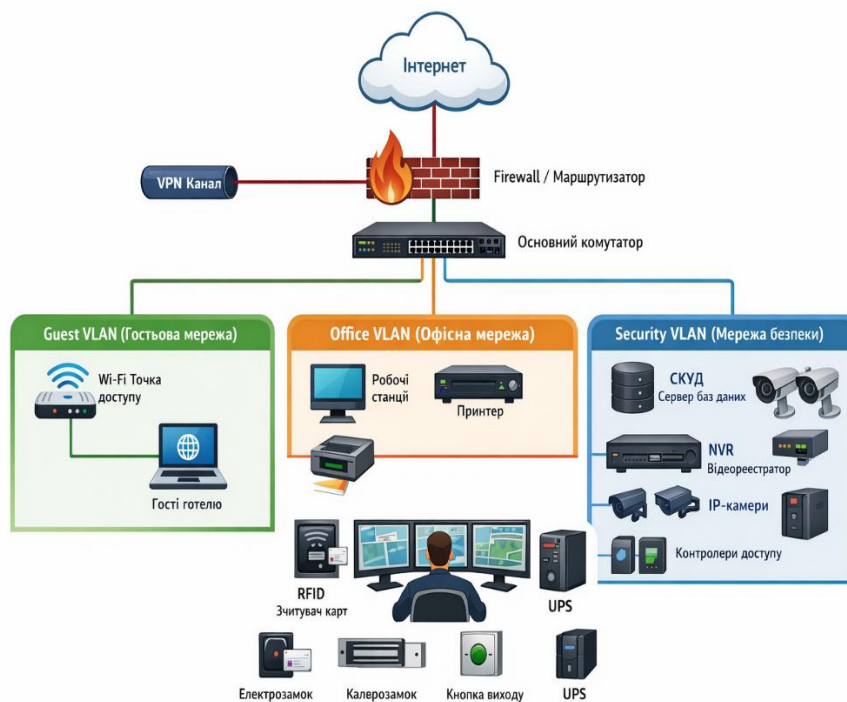 Інтернет
VPN Канал
Firewall / Маршрутизатор
Основний комутатор
Guest VLAN (Гостьова мережа)
Office VLAN (Офісна мережа)
Security VLAN (Мережа безпеки)
Wi-Fi Точка
доступу
Гості готелю
Робочі
станції
Принтер
СКУД
Сервер баз даних
NVR
Відеореєстратор
IP-камери
Контролери доступу
RFID
Зчитувач карт
UPS
Електрозамок
Калєрозамок
Кнопка виходу
UPS